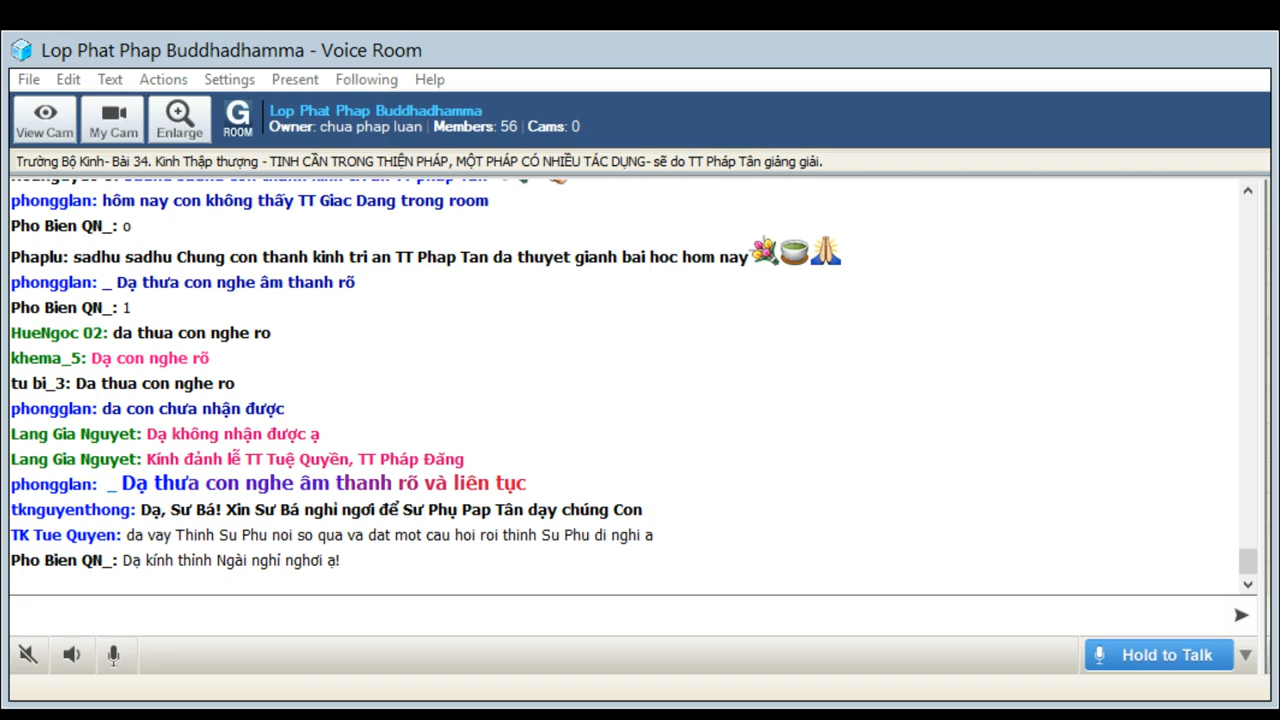 Lop Phat Phap Buddhadhamma - Voice Room
File Edit Text Actions Settings Present Following Help
View Cam My Cam Enlarge G ROOM
Lop Phat Phap Buddhadhamma
Owner: chua phap luan | Members: 56 | Cams: 0
Trường Bộ Kinh- Bài 34. Kinh Thập thượng - TINH CẦN TRONG THIỆN PHÁP, MỘT PHÁP CÓ NHIỀU TÁC DỤNG- sẽ do TT Pháp Tân giảng giải.
phongglan: hôm nay con không thấy TT Giac Dang trong room
Pho Bien QN_: o
Phaplu: sadhu sadhu Chung con thanh kinh tri an TT Phap Tan da thuyet gianh bai hoc hom nay
phongglan: _ Dạ thưa con nghe âm thanh rõ
Pho Bien QN_: 1
HueNgoc 02: da thua con nghe ro
khema_5: Dạ con nghe rõ
tu bi_3: Da thua con nghe ro
phongglan: da con chưa nhận được
Lang Gia Nguyet: Dạ không nhận được ạ
Lang Gia Nguyet: Kính đảnh lễ TT Tuệ Quyền, TT Pháp Đăng
phongglan: _ Dạ thưa con nghe âm thanh rõ và liên tục
tknguyenthong: Dạ, Sư Bá! Xin Sư Bá nghỉ ngơi để Sư Phụ Pap Tân dạy chúng Con
TK Tue Quyen: da vay Thinh Su Phu noi so qua va dat mot cau hoi roi thinh Su Phu di nghi a
Pho Bien QN_: Dạ kính thỉnh Ngài nghỉ nghơi ạ!
Hold to Talk